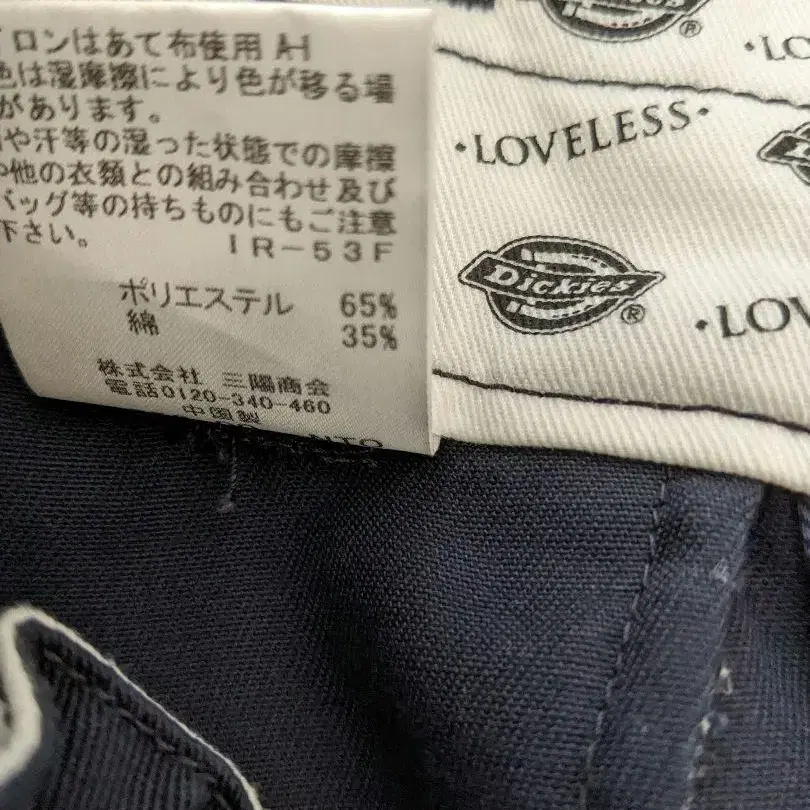 イロンはあて布使用 A-I
色は湿摩擦により色が移る場
があります。
や汗等の湿った状態での摩擦
や他の衣類との組み合わせ及び
バッグ等の持ちものにもご注意
下さい。 IR-53F
ポリエステル 65%
綿 35%
株式会社 三陽商会
電話0120-340-460
中国製
®
·LO
·LOVELESS·
Dickies®
·LOV